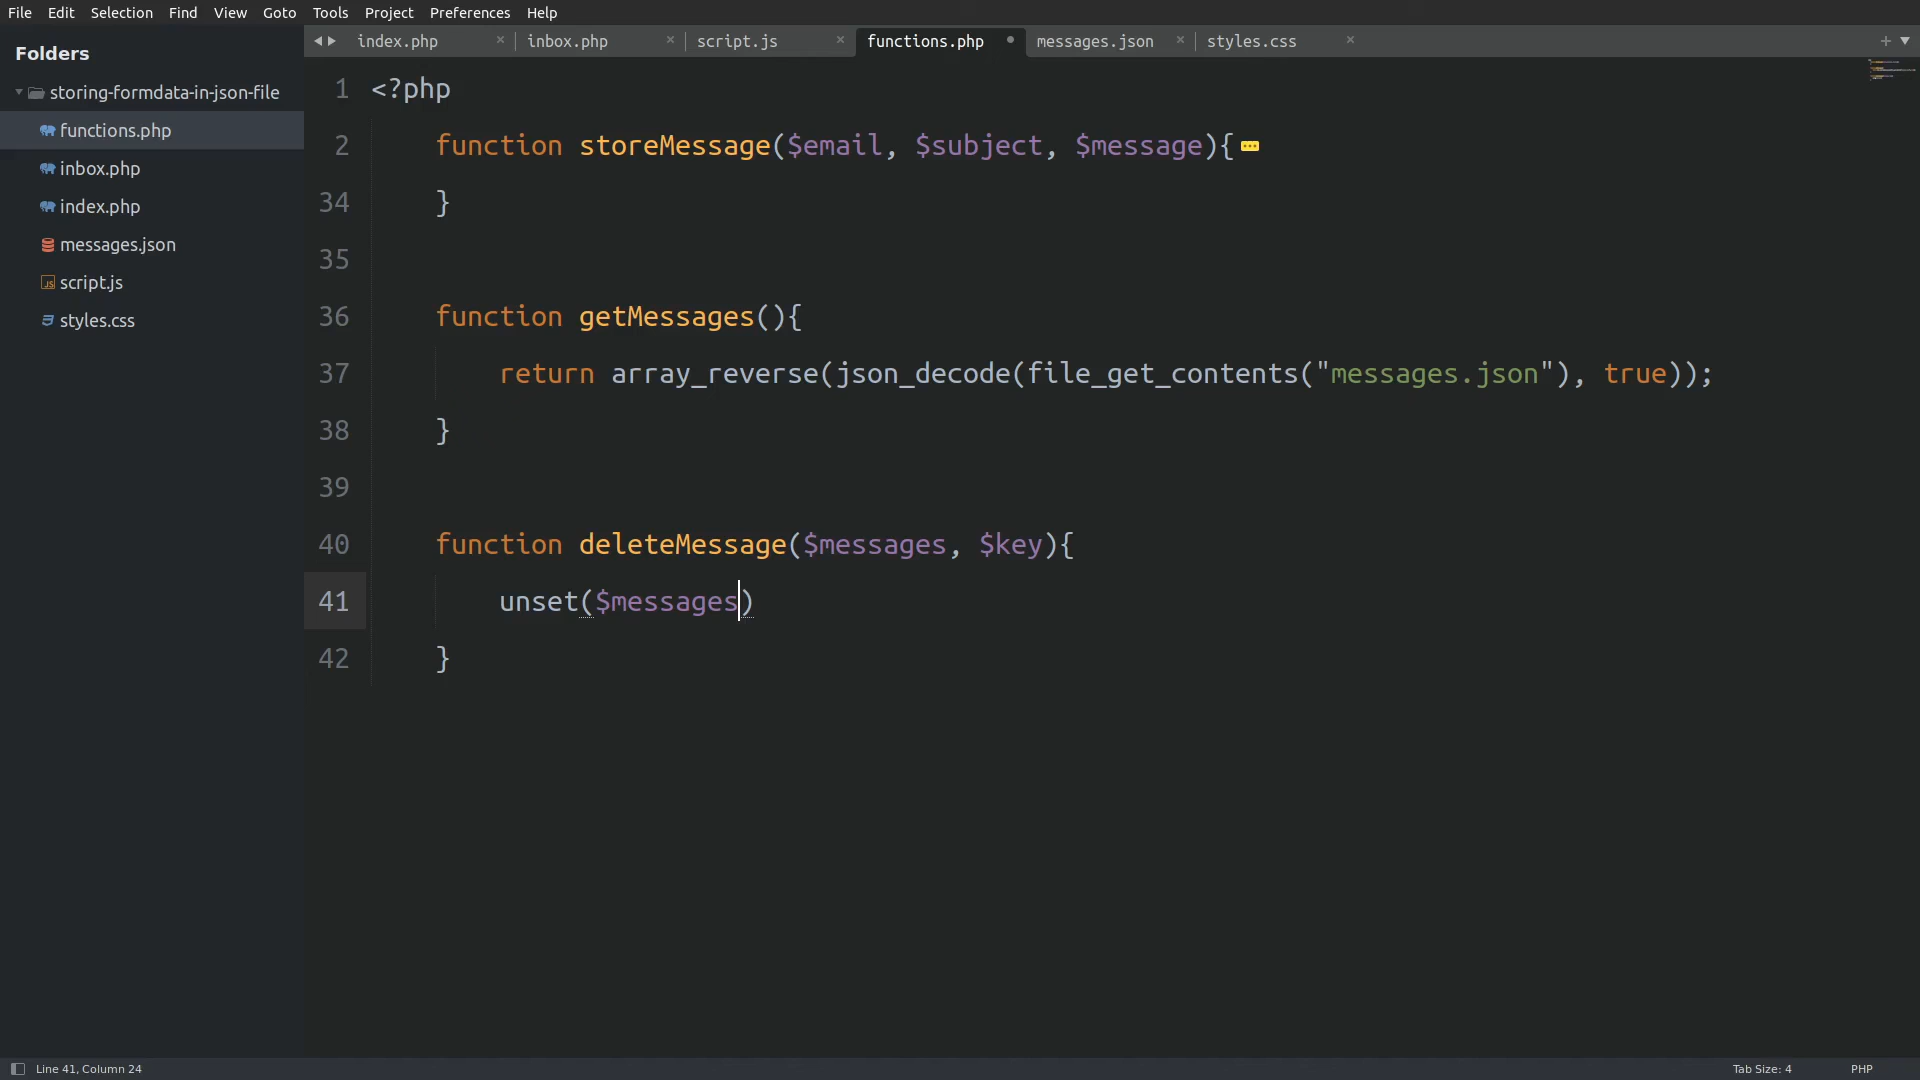 File Edit Selection Find View Goto Tools Project Preferences Help
Folders
storing-formdata-in-json-file
functions.php
inbox.php
index.php
messages.json
script.js
styles.css
index.php × inbox.php × script.js × functions.php messages.json × styles.css ×
1 <?php
2 function storeMessage($email, $subject, $message){
34 }
35
36 function getMessages(){
37 return array_reverse(json_decode(file_get_contents("messages.json"), true));
38 }
39
40 function deleteMessage($messages, $key){
41 unset($messages)
42 }
Line 41, Column 24 Tab Size: 4 PHP